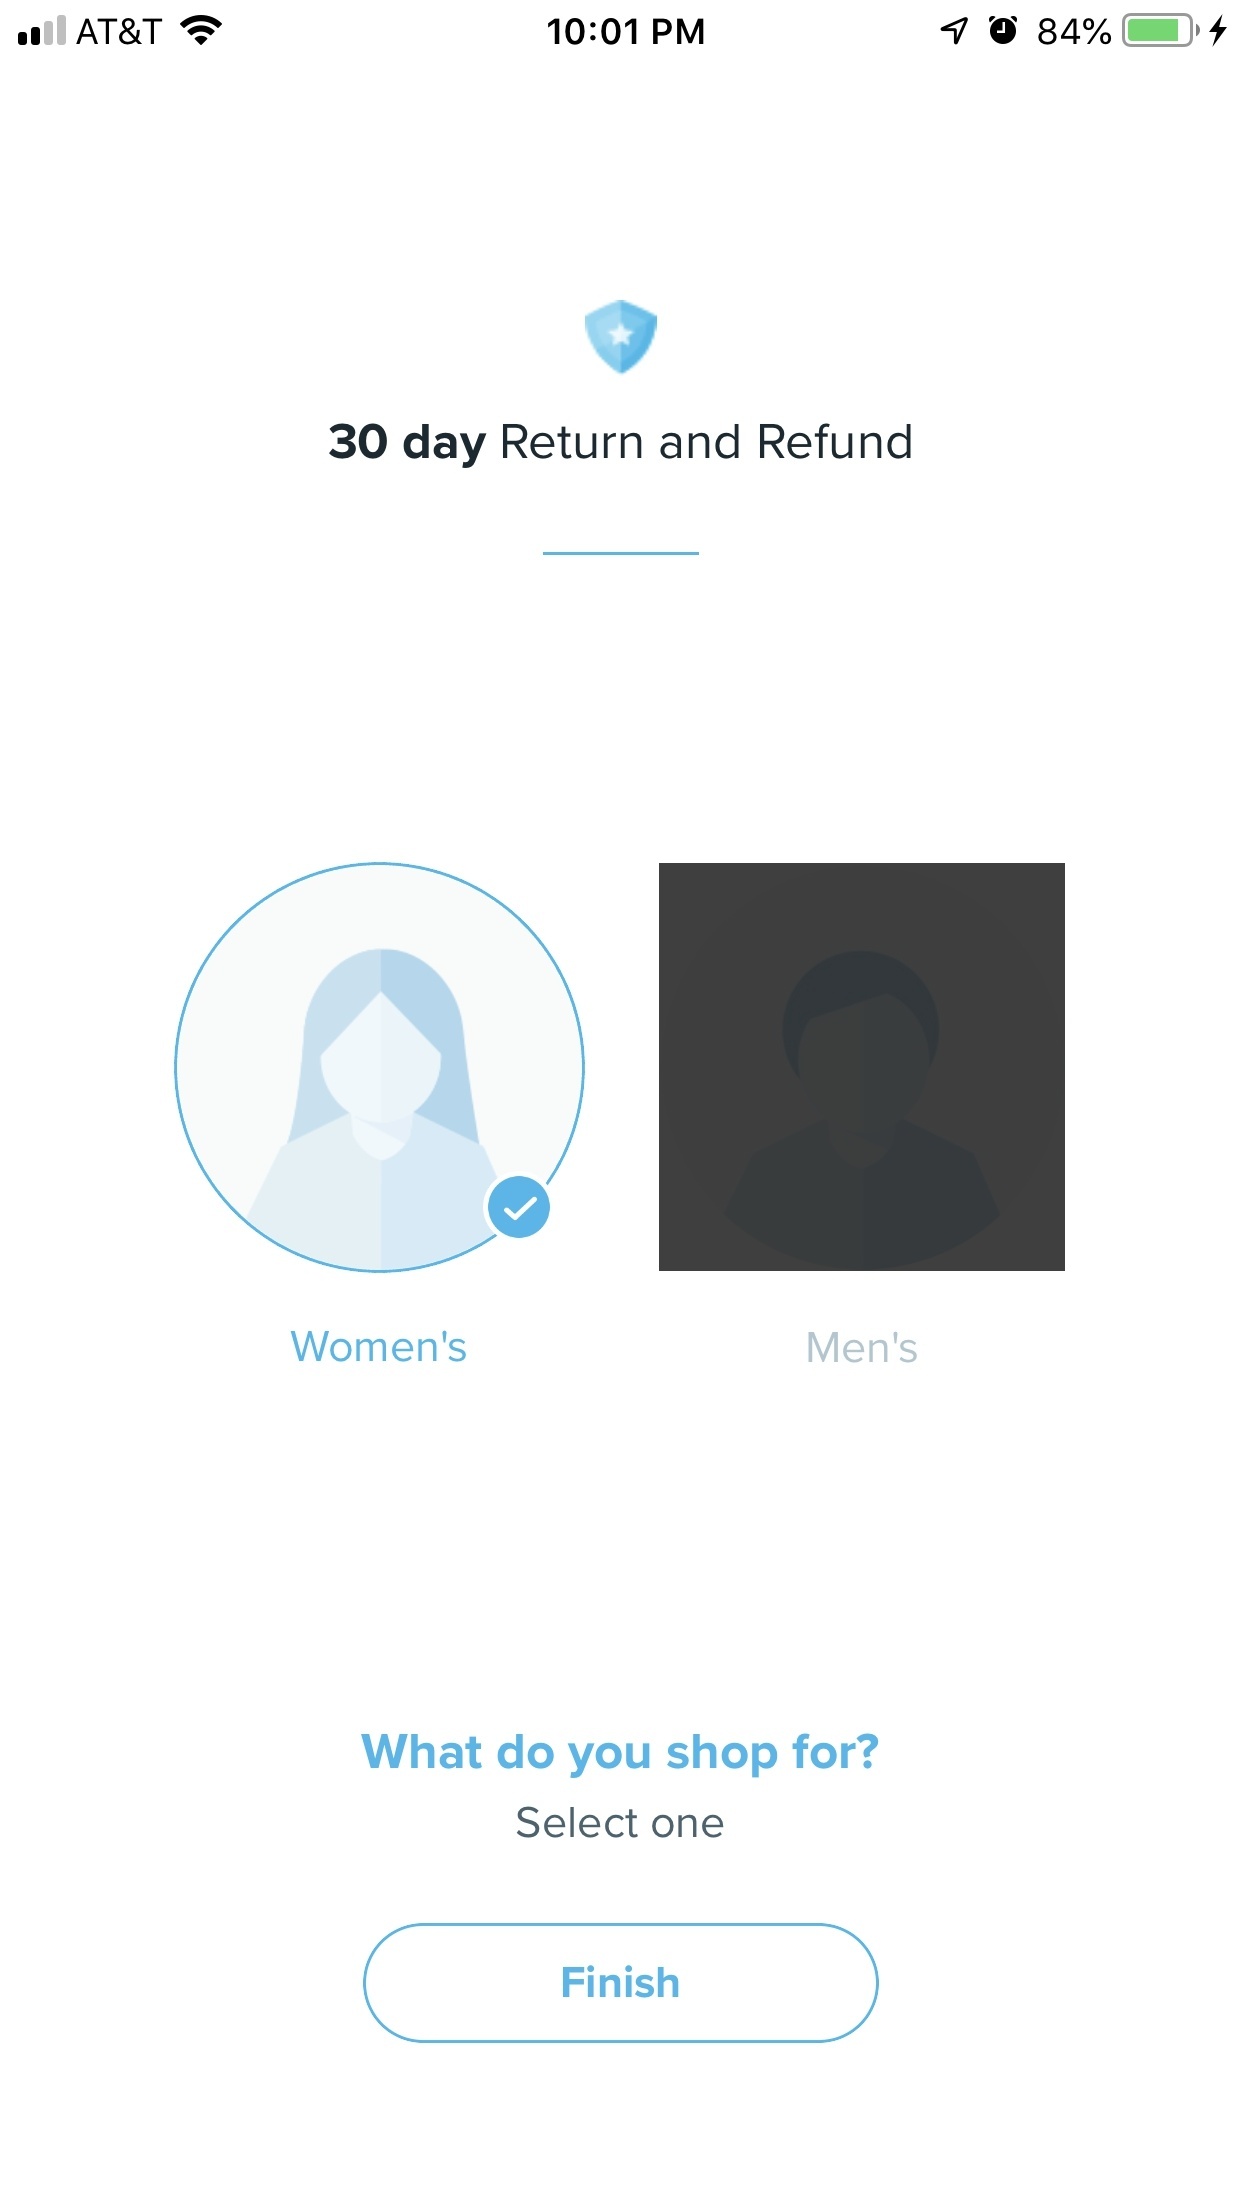 AT&T 10:01 PM 84%
30 day Return and Refund
Women's Men's
What do you shop for?
Select one
Finish